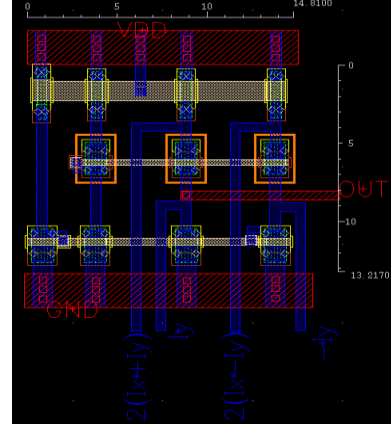 0 5 10 14.8100
VDD
0
5
OUT
10
13.2170
GND
2(Ix+Iy)
Iy
2(Ix-Iy)
-Iy